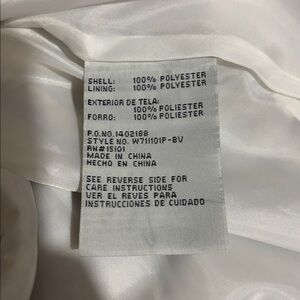 SHELL: 100% POLYESTER
LINING: 100% POLYESTER
EXTERIOR DE TELA:
100% POLIESTER
FORRO: 100% POLIESTER
P.O.NO.1402188
STYLE NO. W711101P-BV
RN#15101
MADE IN CHINA
HECHO EN CHINA
SEE REVERSE SIDE FOR
CARE INSTRUCTIONS
VER EL REVES PARA
INSTRUCCIONES DE CUIDADO